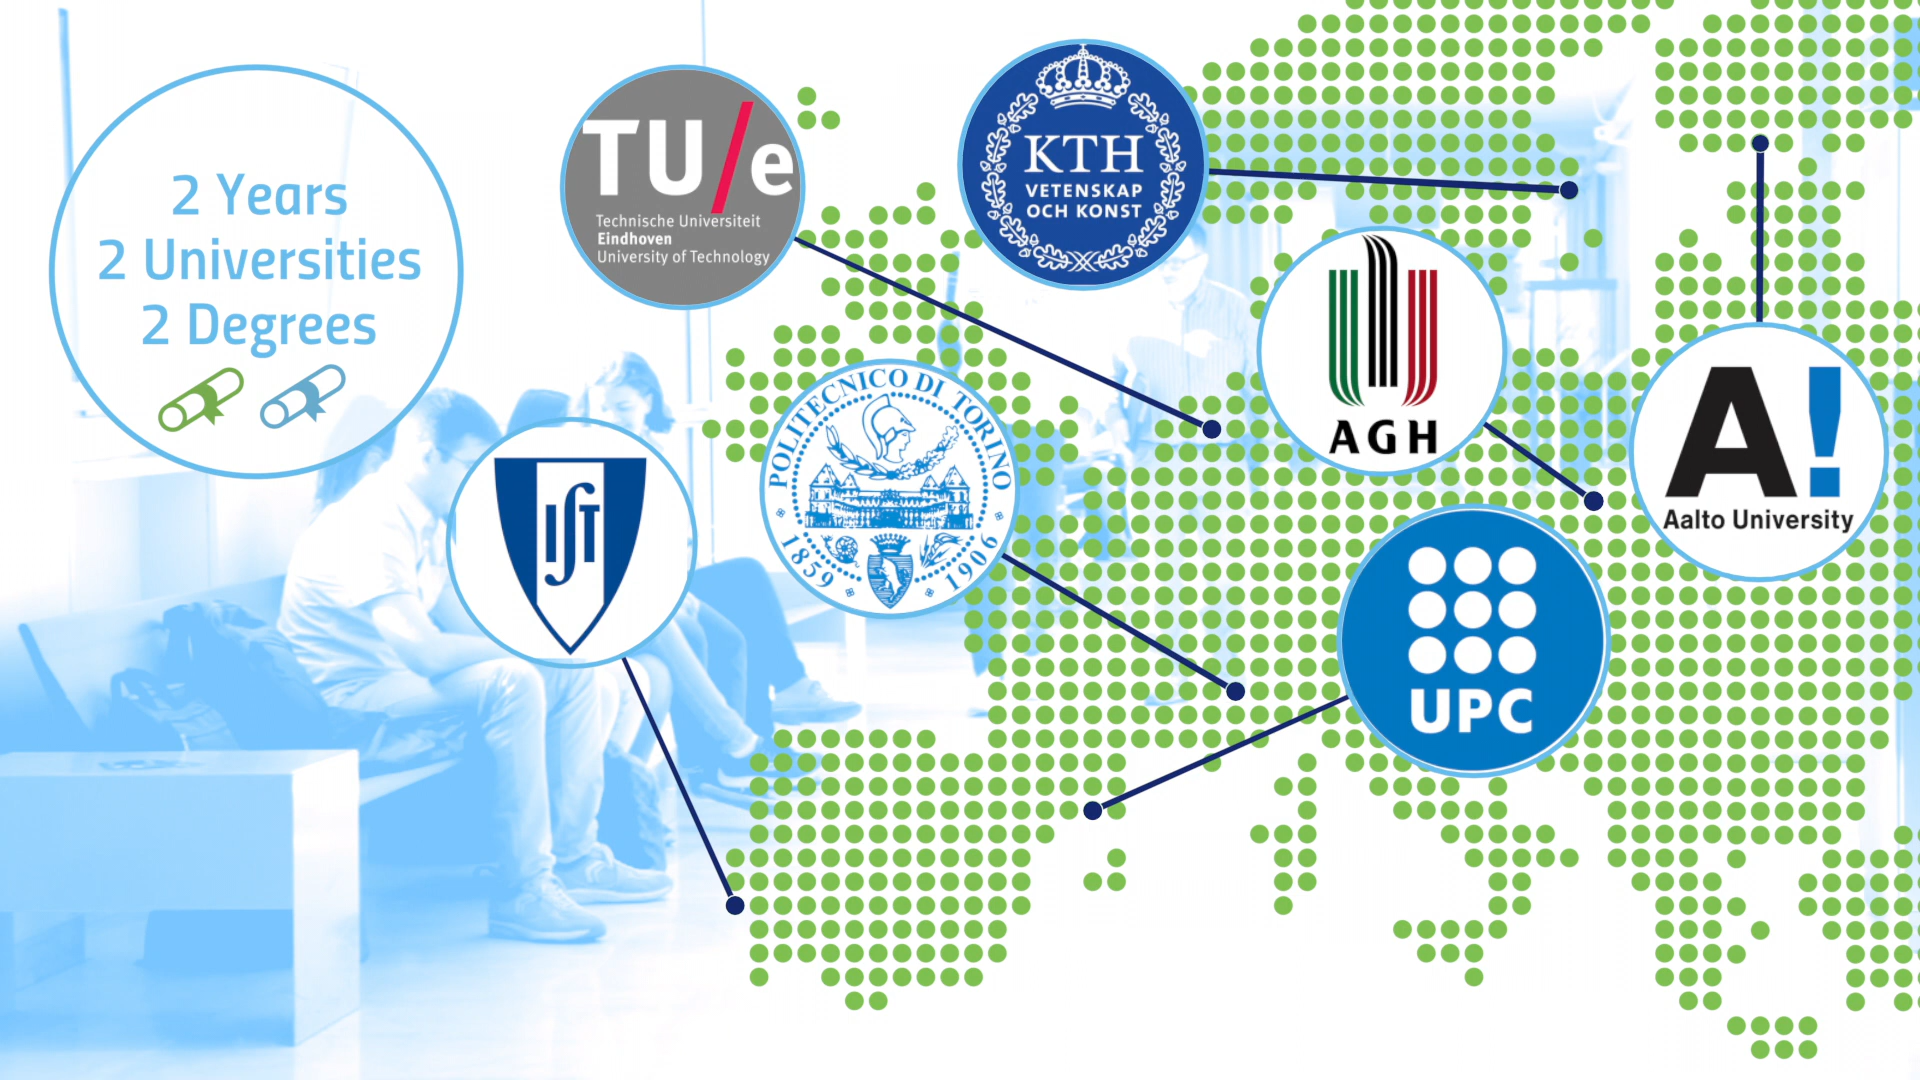 2 Years
2 Universities
2 Degrees
TU/e
Technische Universiteit
Eindhoven
University of Technology
KTH
VETENSKAP
OCH KONST
AGH
A!
Aalto University
IST
POLITECNICO DI TORINO
1859
1906
UPC